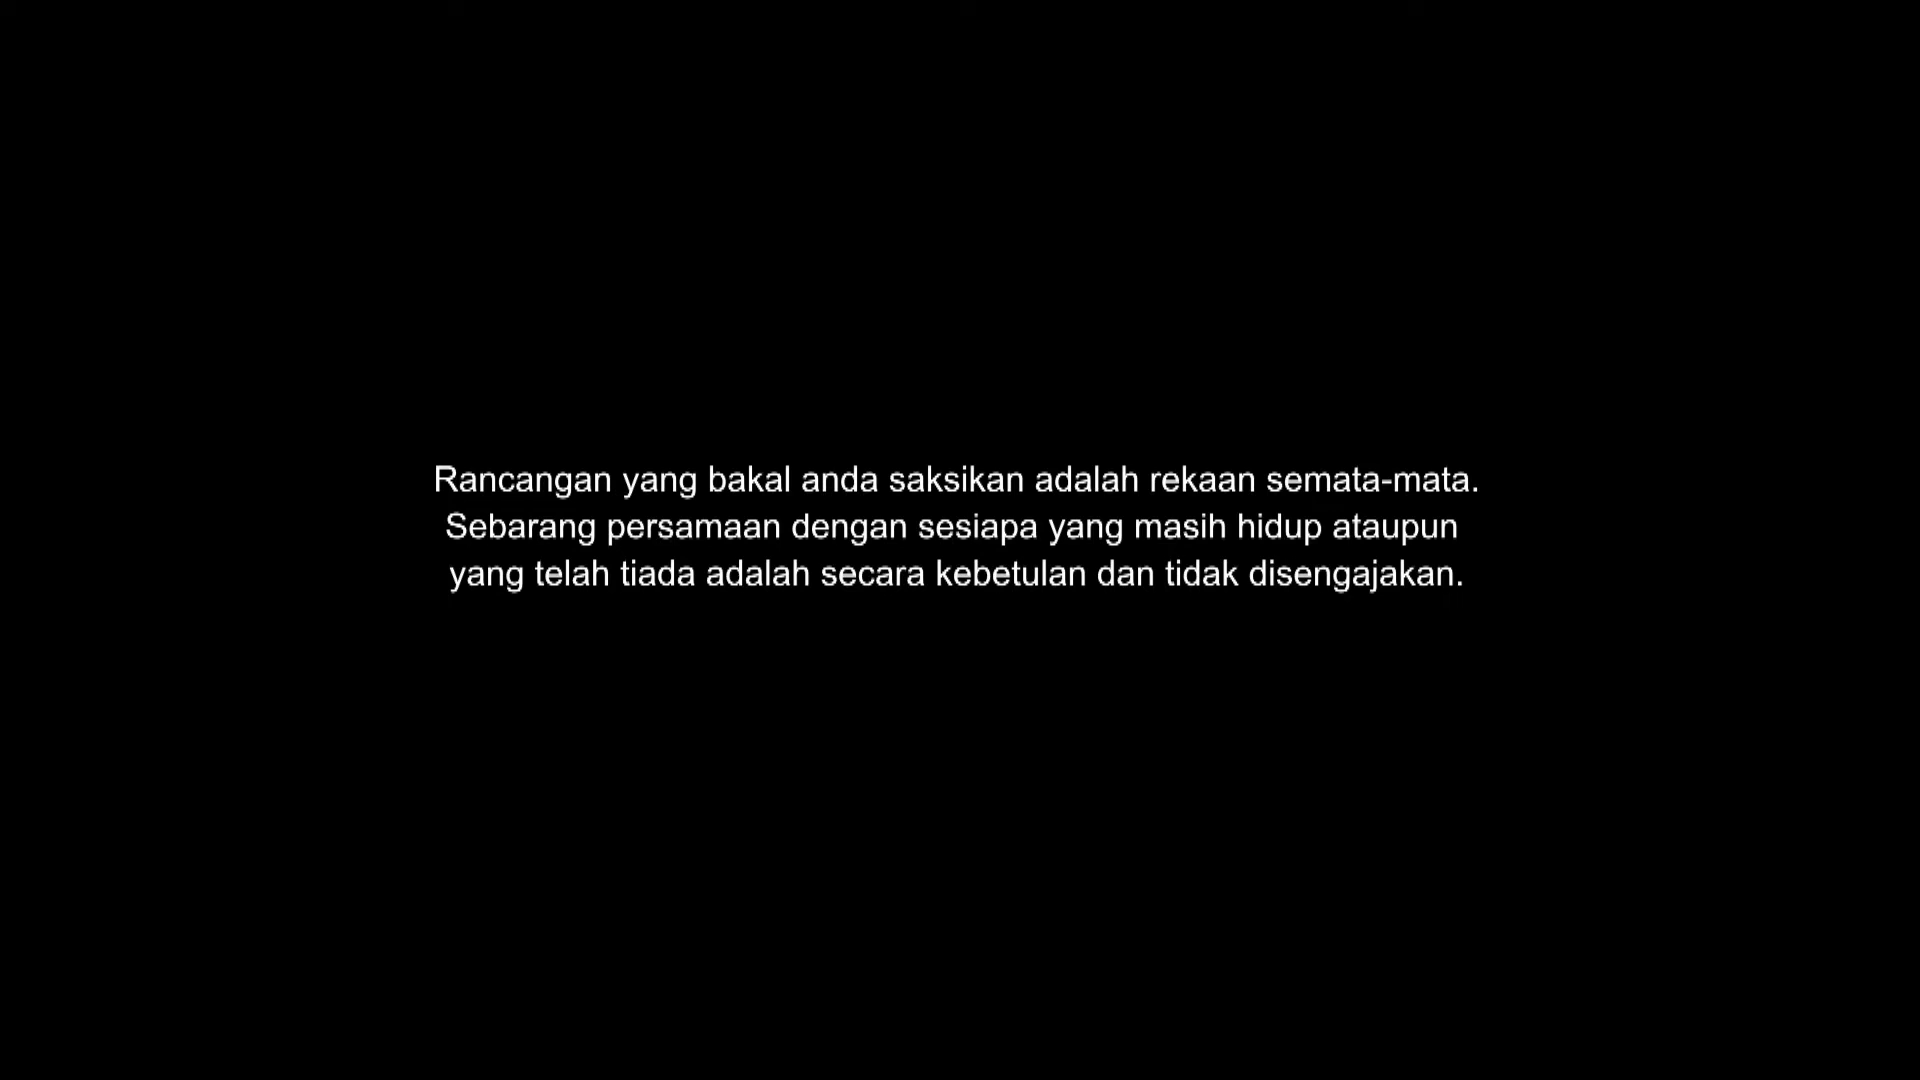 Rancangan yang bakal anda saksikan adalah rekaan semata-mata.
Sebarang persamaan dengan sesiapa yang masih hidup ataupun
yang telah tiada adalah secara kebetulan dan tidak disengajakan.